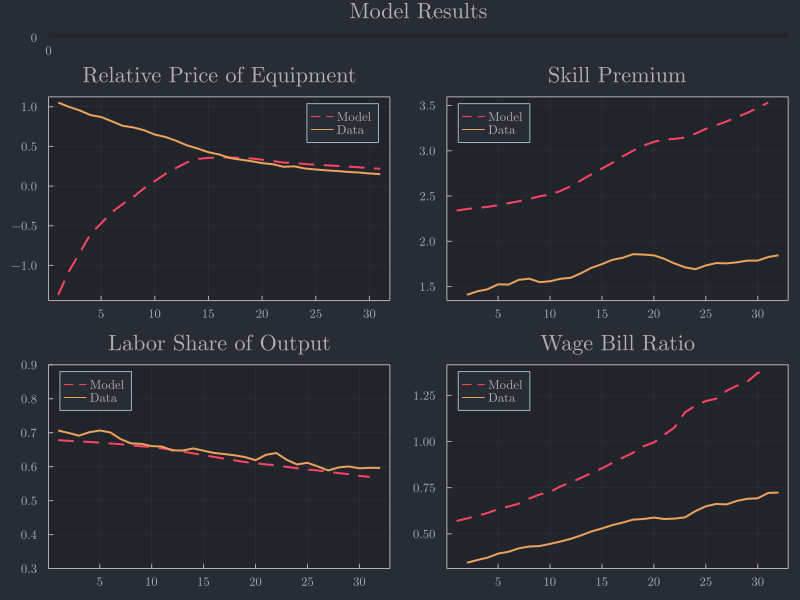 Model Results
0
0
Relative Price of Equipment
1.0
0.5
0.0
−0.5
−1.0
5 10 15 20 25 30
Model
Data
Skill Premium
3.5
3.0
2.5
2.0
1.5
5 10 15 20 25 30
Model
Data
Labor Share of Output
0.9
0.8
0.7
0.6
0.5
0.4
0.3
5 10 15 20 25 30
Model
Data
Wage Bill Ratio
1.25
1.00
0.75
0.50
5 10 15 20 25 30
Model
Data